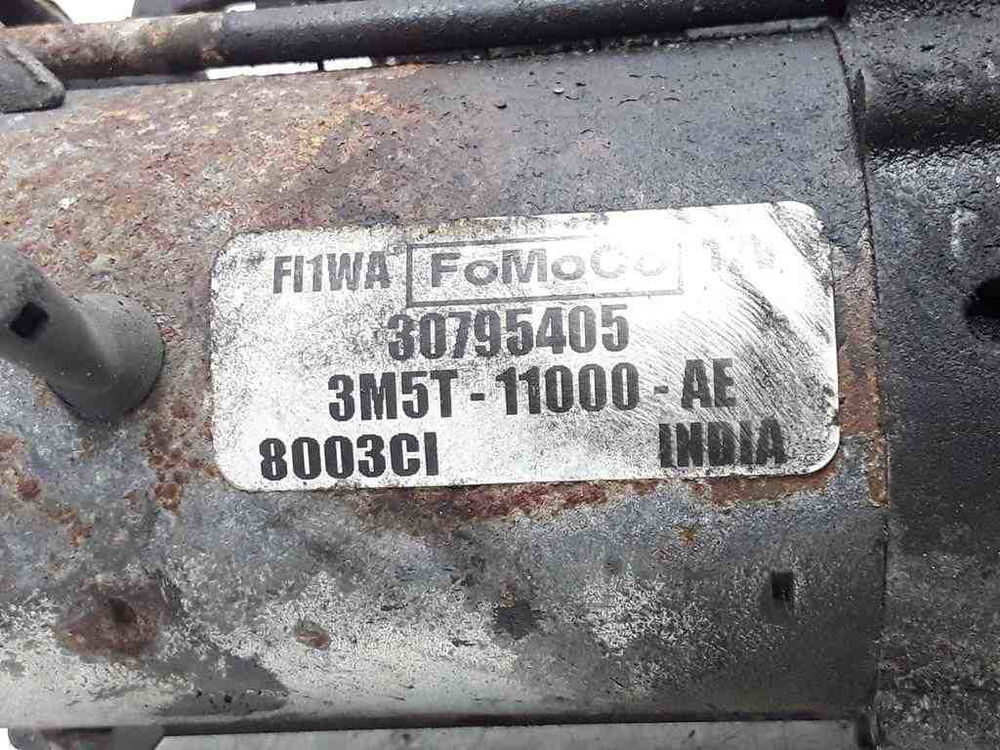 FI1WA FoMoCo
30795405
3M5T - 11000 - AE
8003CI INDIA